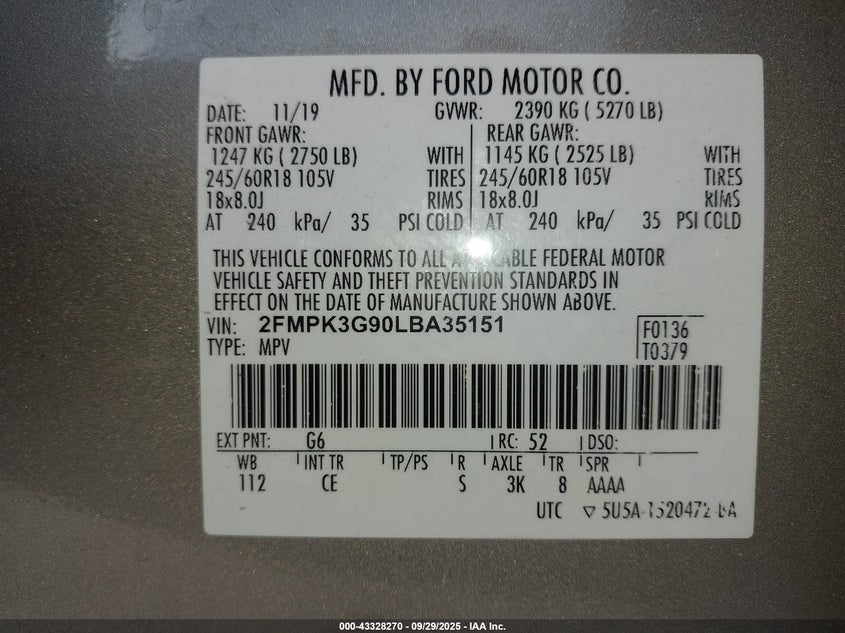 MFD. BY FORD MOTOR CO.
DATE: 11/19 GVWR: 2390 KG ( 5270 LB)
FRONT GAWR: REAR GAWR:
1247 KG ( 2750 LB) WITH 1145 KG ( 2525 LB) WITH
245/60R18 105V TIRES 245/60R18 105V TIRES
18x8.0J RIMS 18x8.0J RIMS
AT 240 kPa/ 35 PSI COLD AT 240 kPa/ 35 PSI COLD
THIS VEHICLE CONFORMS TO ALL FEDERAL MOTOR
VEHICLE SAFETY AND THEFT PREVENTION STANDARDS IN
EFFECT ON THE DATE OF MANUFACTURE SHOWN ABOVE.
VIN: 2FMPK3G90LBA35151 F0136
TYPE: MPV T0379
EXT PNT: G6 RC: 52 DSO:
WB INT TR TP/PS R AXLE TR SPR
112 CE S 3K 8 AAAA
UTC ▽
000-43328270 - 09/29/2025 - IAA Inc.